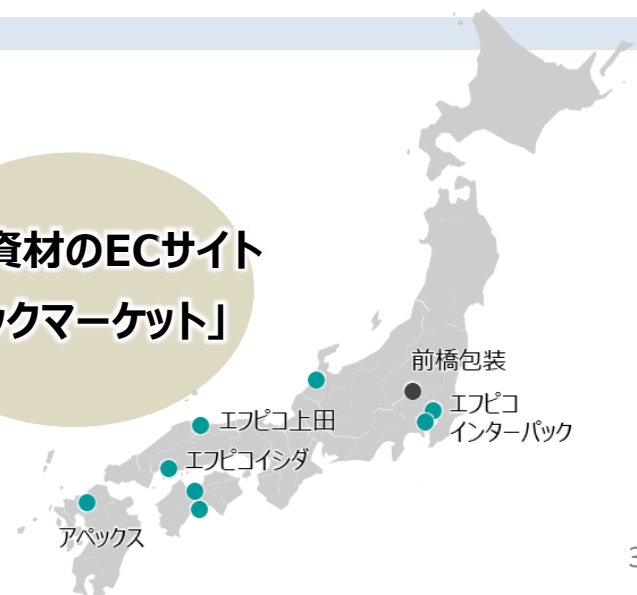 資材のECサイト
ックマーケット」
前橋包装
エフピコ
インターパック
エフピコ上田
エフピコイシダ
アペックス
3